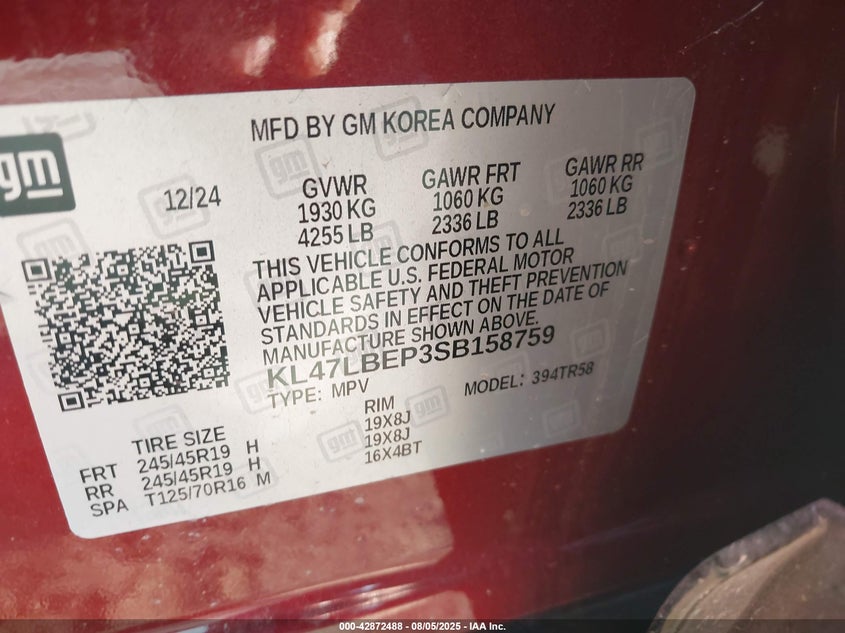 MFD BY GM KOREA COMPANY
gm
12/24
GVWR GAWR FRT GAWR RR
1930 KG 1060 KG 1060 KG
4255 LB 2336 LB 2336 LB
THIS VEHICLE CONFORMS TO ALL
APPLICABLE U.S. FEDERAL MOTOR
VEHICLE SAFETY AND THEFT PREVENTION
STANDARDS IN EFFECT ON THE DATE OF
MANUFACTURE SHOWN ABOVE.
KL47LBEP3SB158759
TYPE: MPV MODEL: 394TR58
TIRE SIZE RIM
FRT 245/45R19 H 19X8J
RR 245/45R19 H 19X8J
SPA T125/70R16 M 16X4BT
000-42872488 - 08/05/2025 - IAA Inc.